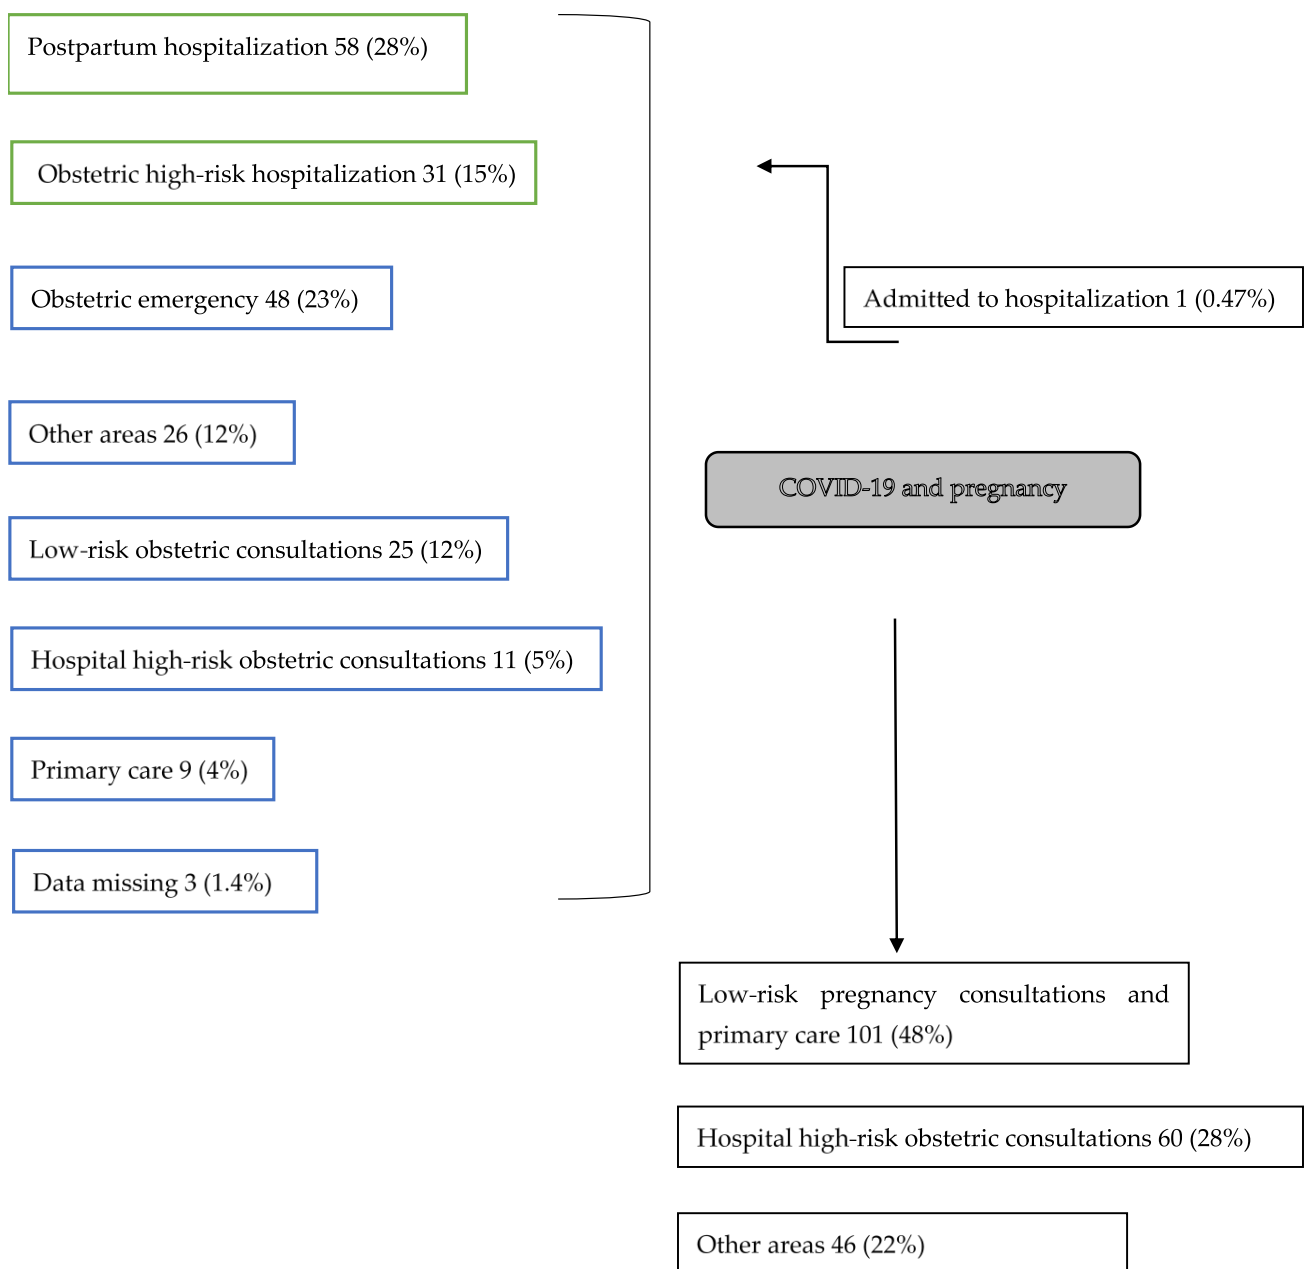 Postpartum hospitalization 58 (28%)
Obstetric high-risk hospitalization 31 (15%)
Obstetric emergency 48 (23%)
Admitted to hospitalization 1 (0.47%)
Other areas 26 (12%)
COVID-19 and pregnancy
Low-risk obstetric consultations 25 (12%)
Hospital high-risk obstetric consultations 11 (5%)
Primary care 9 (4%)
Data missing 3 (1.4%)
Low-risk pregnancy consultations and
primary care 101 (48%)
Hospital high-risk obstetric consultations 60 (28%)
Other areas 46 (22%)